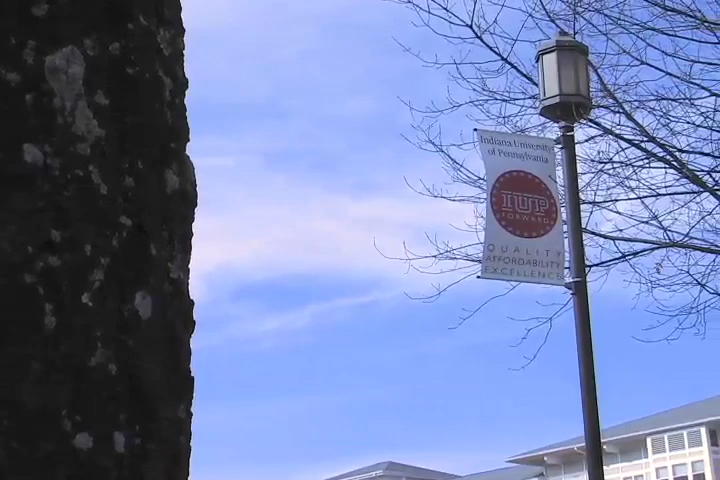 Indiana University
of Pennsylvania
IUP
FORWARD
QUALITY
AFFORDABILITY
EXCELLENCE